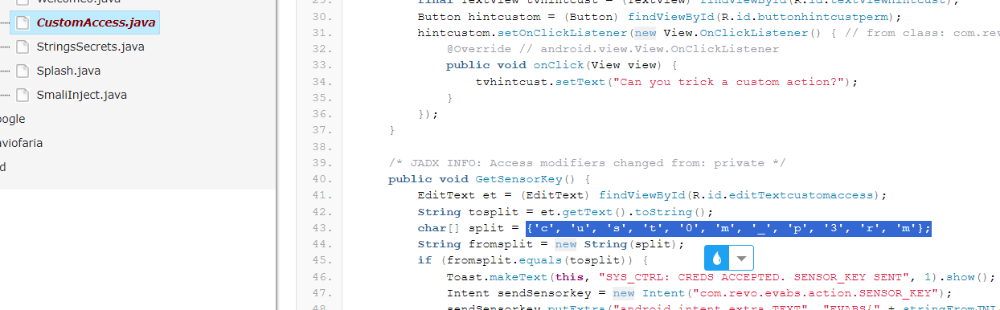 Welcome0.java
CustomAccess.java
StringsSecrets.java
Splash.java
SmaliInject.java
oogle
aviofaria
d
29. final TextView tvhintcust = (TextView) findViewById(R.id.textviewhintcust);
30. Button hintcustom = (Button) findViewById(R.id.buttonhintcustperm);
31. hintcustom.setOnClickListener(new View.OnClickListener() { // from class: com.revo
32. @Override // android.view.View.OnClickListener
33. public void onClick(View view) {
34. tvhintcust.setText("Can you trick a custom action?");
35. }
36. });
37. }
38.
39. /* JADX INFO: Access modifiers changed from: private */
40. public void GetSensorKey() {
41. EditText et = (EditText) findViewById(R.id.editTextcustomaccess);
42. String tosplit = et.getText().toString();
43. char[] split = {'c', 'u', 's', 't', '0', 'm', '_', 'p', '3', 'r', 'm'};
44. String fromsplit = new String(split);
45. if (fromsplit.equals(tosplit)) {
46. Toast.makeText(this, "SYS_CTRL: CREDS ACCEPTED. SENSOR_KEY SENT", 1).show();
47. Intent sendSensorkey = new Intent("com.revo.evabs.action.SENSOR_KEY");
48. sendSensorkey.putExtra("android.intent.extra.TEXT", "EVABS{" + stringFromJNI